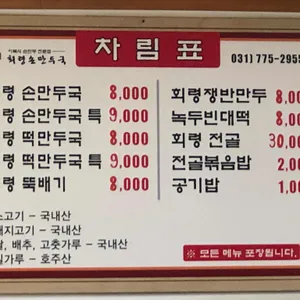 회령손만두국
차림표
031) 775-2955
령 손만두국 8,000
령 손만두국 특 9,000
령 떡만두국 8,000
령 떡만두국 특 9,000
령 뚝배기 8,000
회령쟁반만두 8,0
녹두빈대떡 8,0
회령 전골 30,00
전골볶음밥 2,00
공기밥 1,0
소고기 - 국내산
돼지고기 - 국내산
쌀, 배추, 고춧가루 - 국내산
밀가루 - 호주산
※ 모든 메뉴 포장됩니다.